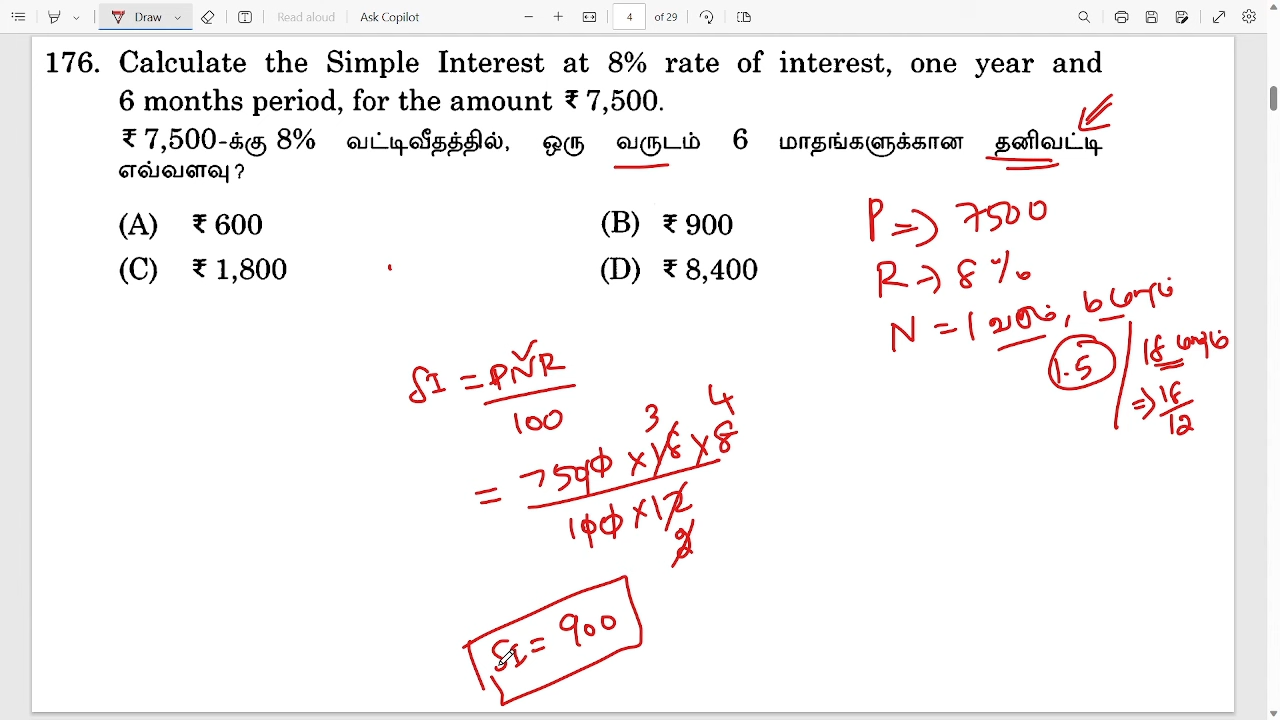 Draw
Read aloud
Ask Copilot
4
of 29
176. Calculate the Simple Interest at 8% rate of interest, one year and
6 months period, for the amount ₹ 7,500.
₹ 7,500-க்கு 8% வட்டிவீதத்தில், ஒரு வருடம் 6 மாதங்களுக்கான தனிவட்டி
எவ்வளவு?
(A) ₹ 600
(B) ₹ 900
(C) ₹ 1,800
(D) ₹ 8,400
P => 7500
R -> 8%
N = 1 வரு, 6 மாதம்
1.5
18 மாதம்
=> 18
12
SI = PNR
100
3 4
= 7500 × 18 × 8
100 × 12
2
SI = 900